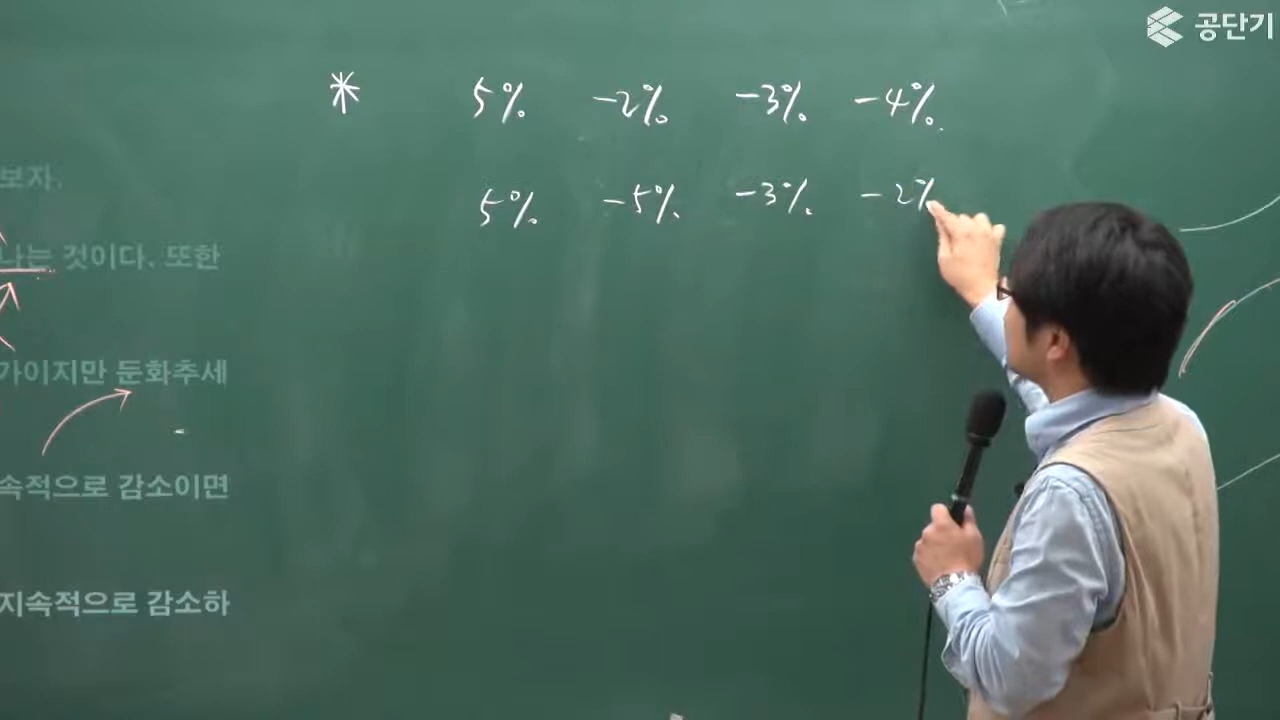 공단기
* 5% -2% -3% -4%
보자.
5% -5% -3% -2%
나는 것이다. 또한
가이지만 둔화추세
속적으로 감소이면
지속적으로 감소하